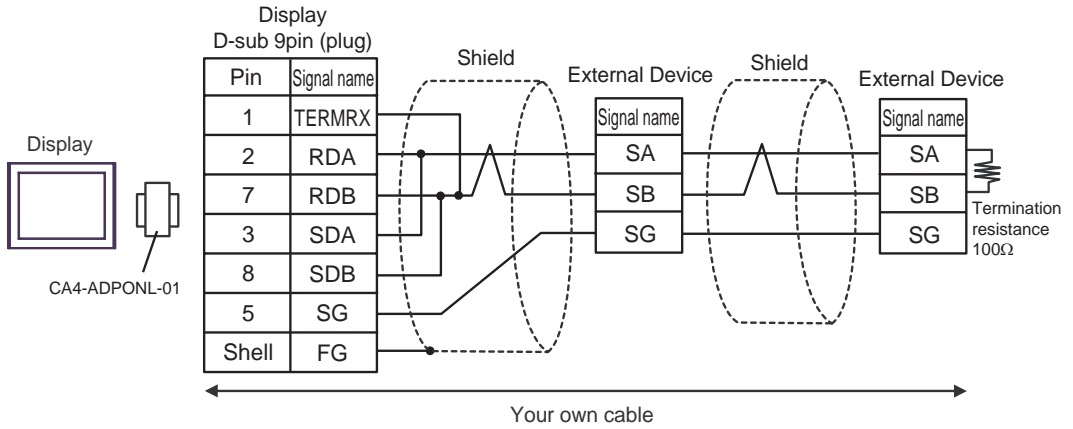 Display
D-sub 9pin (plug)
Shield
External Device
Shield
External Device
Pin Signal name
1 TERMRX
2 RDA
7 RDB
3 SDA
8 SDB
5 SG
Shell FG
Signal name
SA
SB
SG
Signal name
SA
SB
SG
Termination
resistance
100Ω
Display
CA4-ADPONL-01
Your own cable